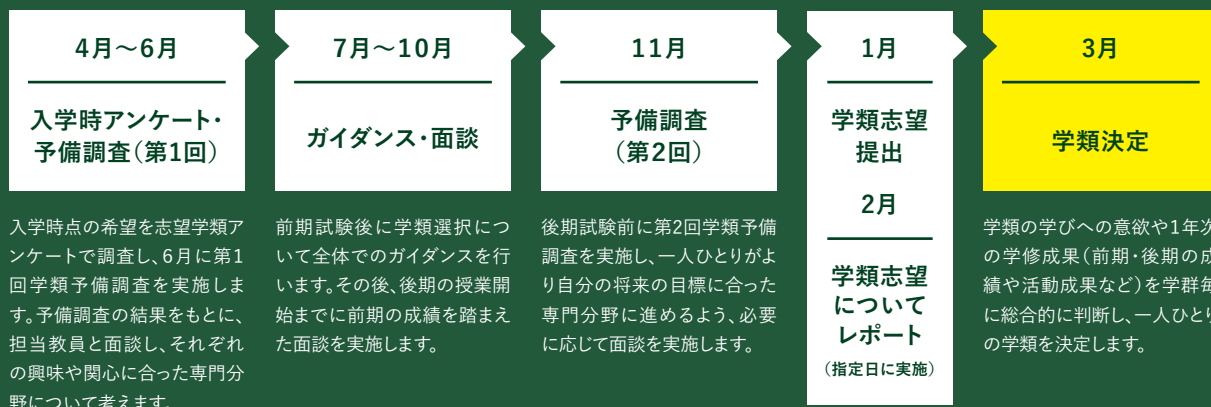 4月～6月
入学時アンケート・
予備調査（第1回）
入学時点の希望を志望学類ア
ンケートで調査し、6月に第1
回学類予備調査を実施しま
す。予備調査の結果をもとに、
担当教員と面談し、それぞれ
の興味や関心に合った専門分
野について考えます。
7月～10月
ガイダンス・面談
前期試験後に学類選択につ
いて全体でのガイダンスを行
います。その後、後期の授業開
始までに前期の成績を踏まえ
た面談を実施します。
11月
予備調査
（第2回）
後期試験前に第2回学類予備
調査を実施し、一人ひとりがよ
り自分の将来の目標に合った
専門分野に進めるよう、必要
に応じて面談を実施します。
1月
学類志望
提出
2月
学類志望
について
レポート
（指定日に実施）
3月
学類決定
学類の学びへの意欲や1年次
の学修成果（前期・後期の成
績や活動成果など）を学群毎
に総合的に判断し、一人ひとり
の学類を決定します。